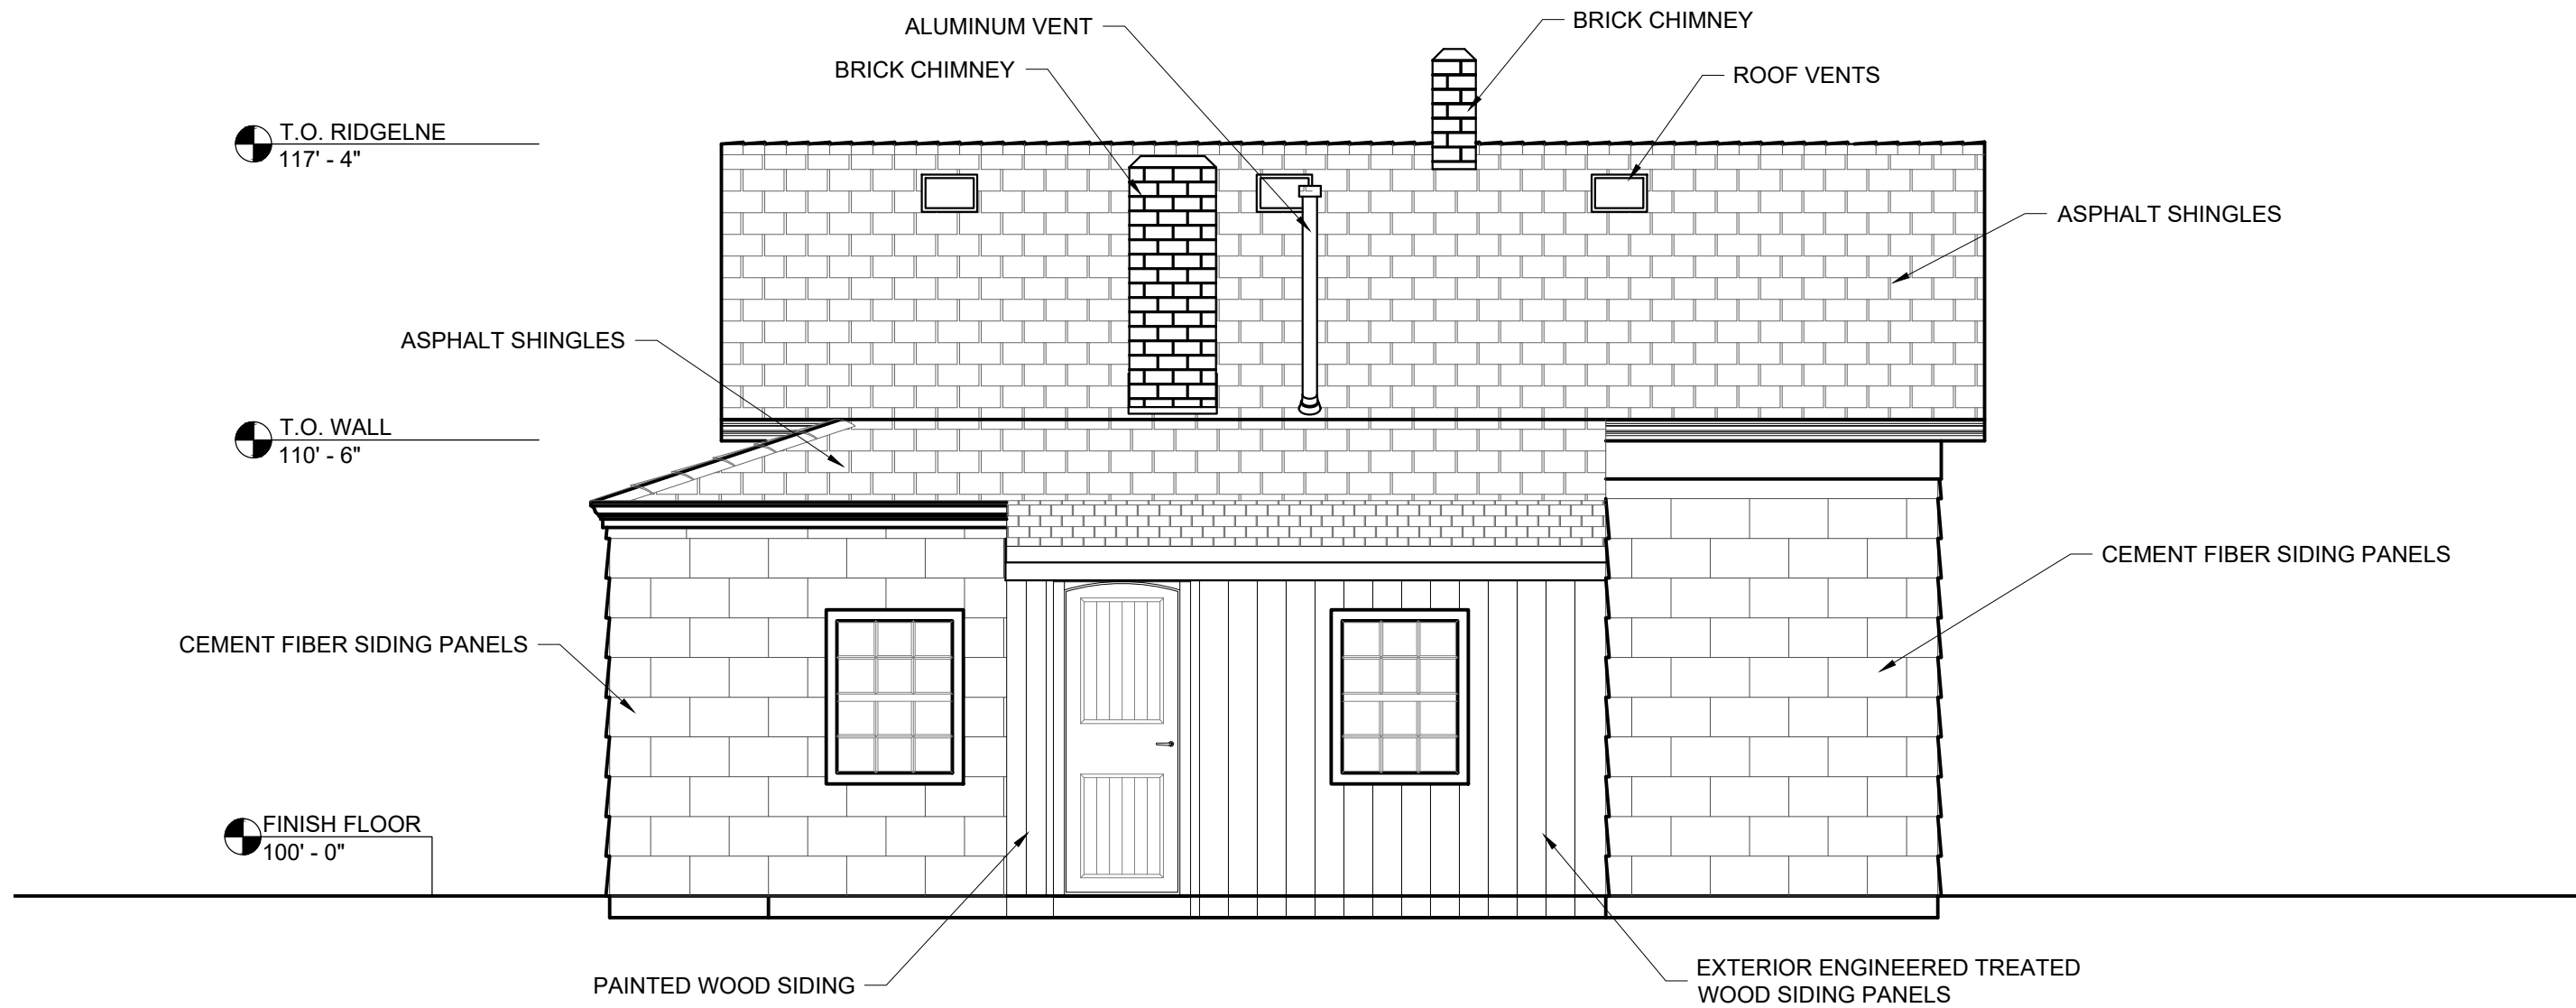 ALUMINUM VENT
BRICK CHIMNEY
BRICK CHIMNEY
ROOF VENTS
T.O. RIDGELNE
117' - 4"
ASPHALT SHINGLES
ASPHALT SHINGLES
T.O. WALL
110' - 6"
CEMENT FIBER SIDING PANELS
CEMENT FIBER SIDING PANELS
FINISH FLOOR
100' - 0"
PAINTED WOOD SIDING
EXTERIOR ENGINEERED TREATED
WOOD SIDING PANELS